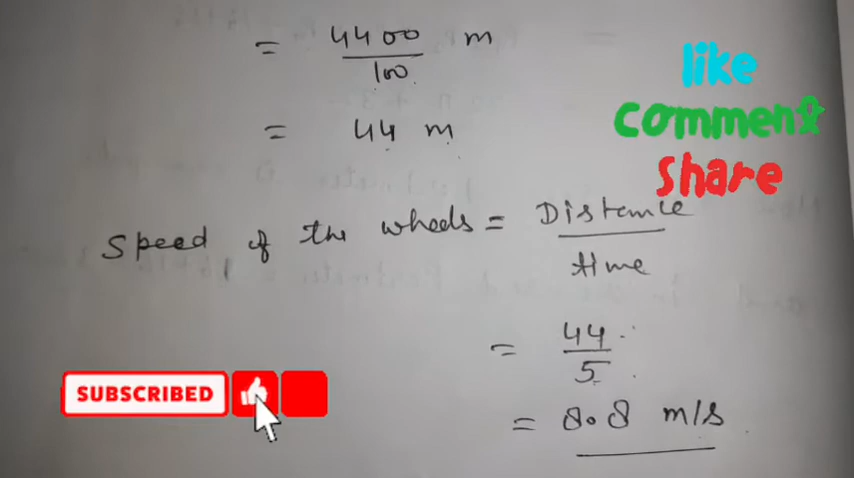 = 4400/100 m
= 44 m
like
comment
share
Speed of the wheels = Distance/time
= 44/5
= 8.8 m/s
SUBSCRIBED